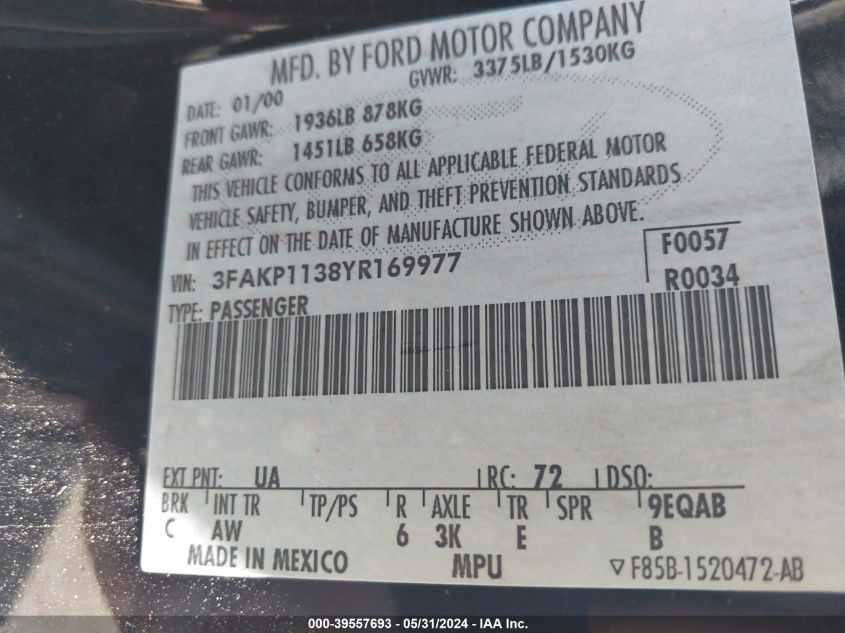 MFD. BY FORD MOTOR COMPANY
DATE: 01/00 GVWR: 3375LB/1530KG
FRONT GAWR: 1936LB 878KG
REAR GAWR: 1451LB 658KG
THIS VEHICLE CONFORMS TO ALL APPLICABLE FEDERAL MOTOR
VEHICLE SAFETY, BUMPER, AND THEFT PREVENTION STANDARDS
IN EFFECT ON THE DATE OF MANUFACTURE SHOWN ABOVE.
VIN: 3FAKP1138YR169977 F0057
TYPE: PASSENGER R0034
EXT PNT: UA RC: 72 DSO:
BRK INT TR TP/PS R AXLE TR SPR 9EQAB
C AW 6 3K E B
MADE IN MEXICO MPU ▽ F85B-1520472-AB
000-39557693 - 05/31/2024 - IAA Inc.